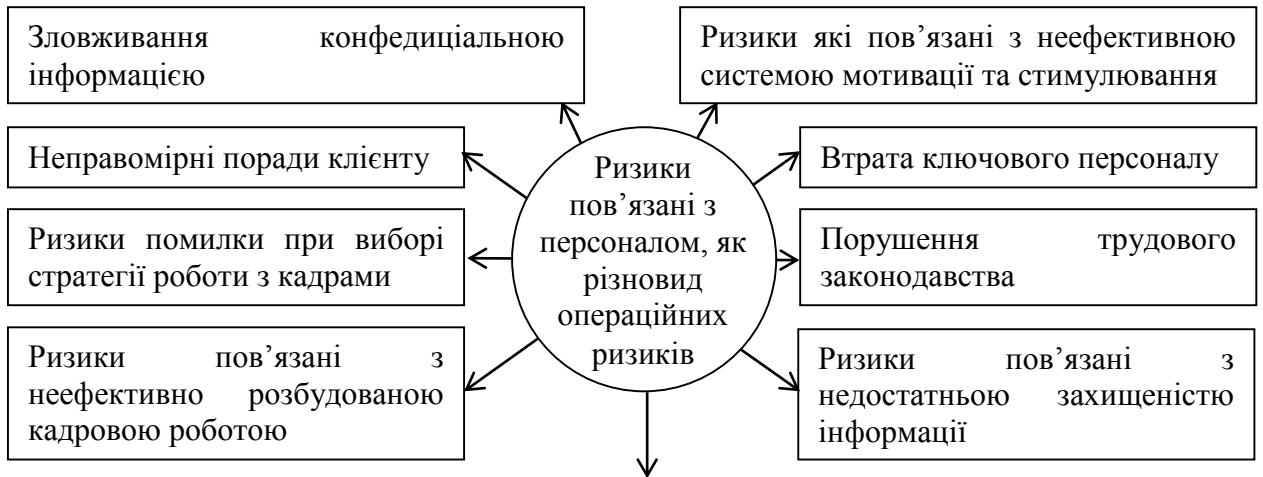 Зловживання конфедиціальною
інформацією
Ризики які пов’язані з неефективною
системою мотивації та стимулювання
Неправомірні поради клієнту
Втрата ключового персоналу
Ризики
пов’язані з
персоналом, як
різновид
операційних
ризиків
Ризики помилки при виборі
стратегії роботи з кадрами
Порушення трудового
законодавства
Ризики пов’язані з
неефективно розбудованою
кадровою роботою
Ризики пов’язані з
недостатньою захищеністю
інформації